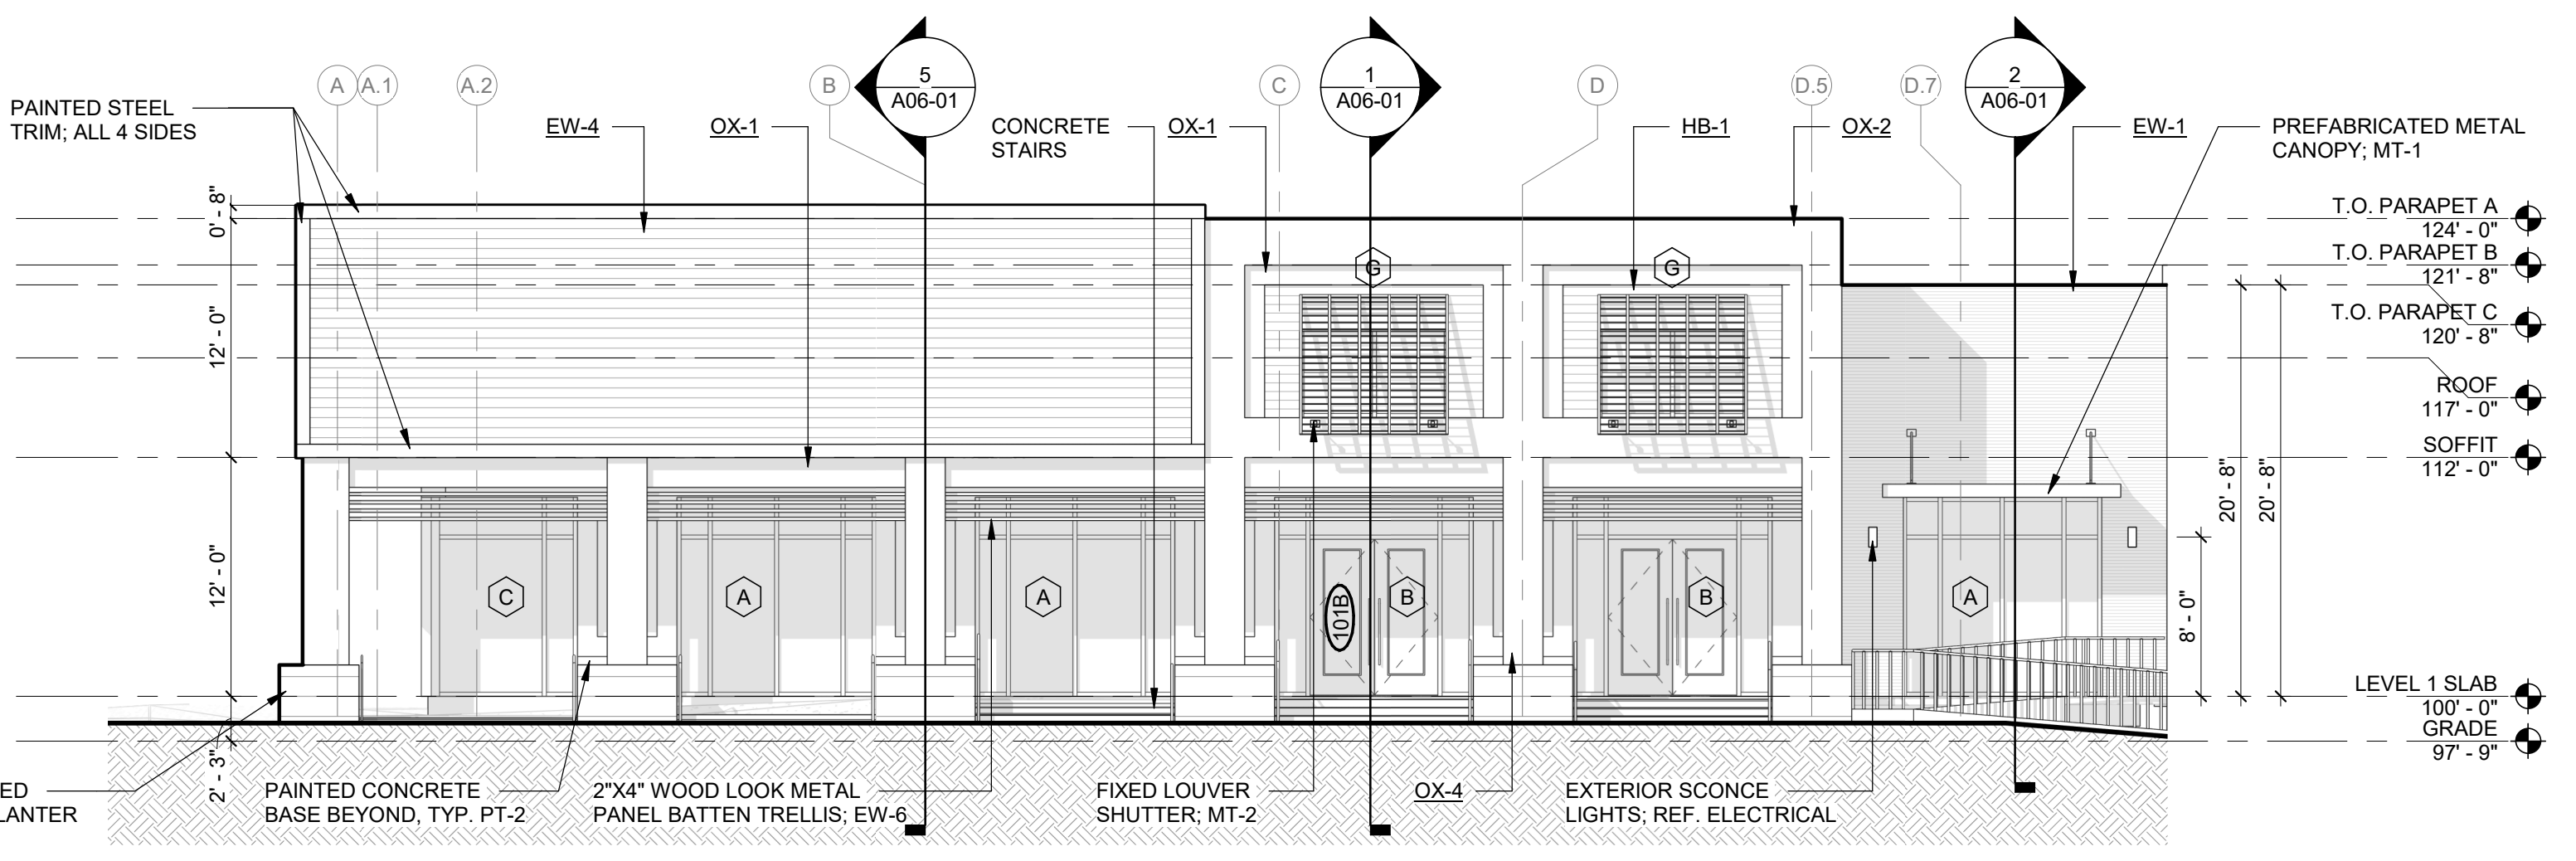 A
A.1
A.2
B
5
A06-01
C
1
A06-01
D
D.5
D.7
2
A06-01
PAINTED STEEL
TRIM; ALL 4 SIDES
EW-4
OX-1
CONCRETE
STAIRS
OX-1
HB-1
OX-2
EW-1
PREFABRICATED METAL
CANOPY; MT-1
0' - 8"
12' - 0"
12' - 0"
2' - 3"
G
G
C
A
A
101B
B
B
A
8' - 0"
20' - 8"
20' - 8"
T.O. PARAPET A
124' - 0"
T.O. PARAPET B
121' - 8"
T.O. PARAPET C
120' - 8"
ROOF
117' - 0"
SOFFIT
112' - 0"
LEVEL 1 SLAB
100' - 0"
GRADE
97' - 9"
ED
LANTER
PAINTED CONCRETE
BASE BEYOND, TYP. PT-2
2"X4" WOOD LOOK METAL
PANEL BATTEN TRELLIS; EW-6
FIXED LOUVER
SHUTTER; MT-2
OX-4
EXTERIOR SCONCE
LIGHTS; REF. ELECTRICAL